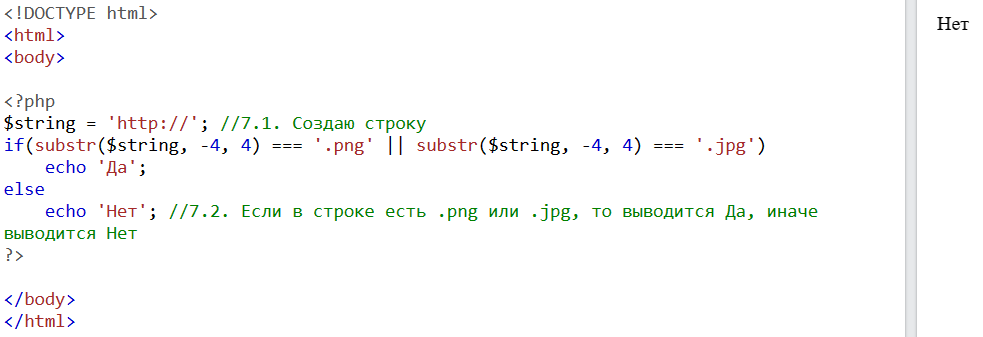 <!DOCTYPE html>
<html>
<body>

<?php
$string = 'http://'; //7.1. Создаю строку
if(substr($string, -4, 4) === '.png' || substr($string, -4, 4) === '.jpg')
    echo 'Да';
else
    echo 'Нет'; //7.2. Если в строке есть .png или .jpg, то выводится Да, иначе
выводится Нет
?>

</body>
</html>
Нет